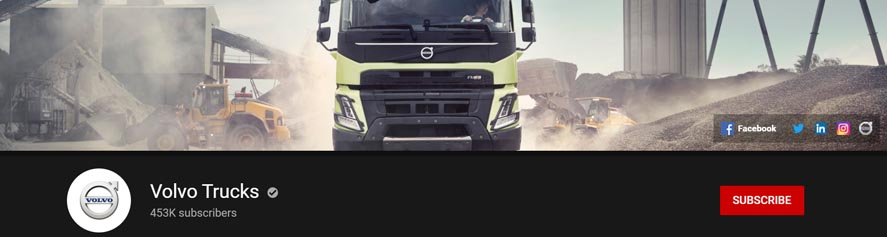 Facebook
VOLVO
Volvo Trucks
453K subscribers
SUBSCRIBE